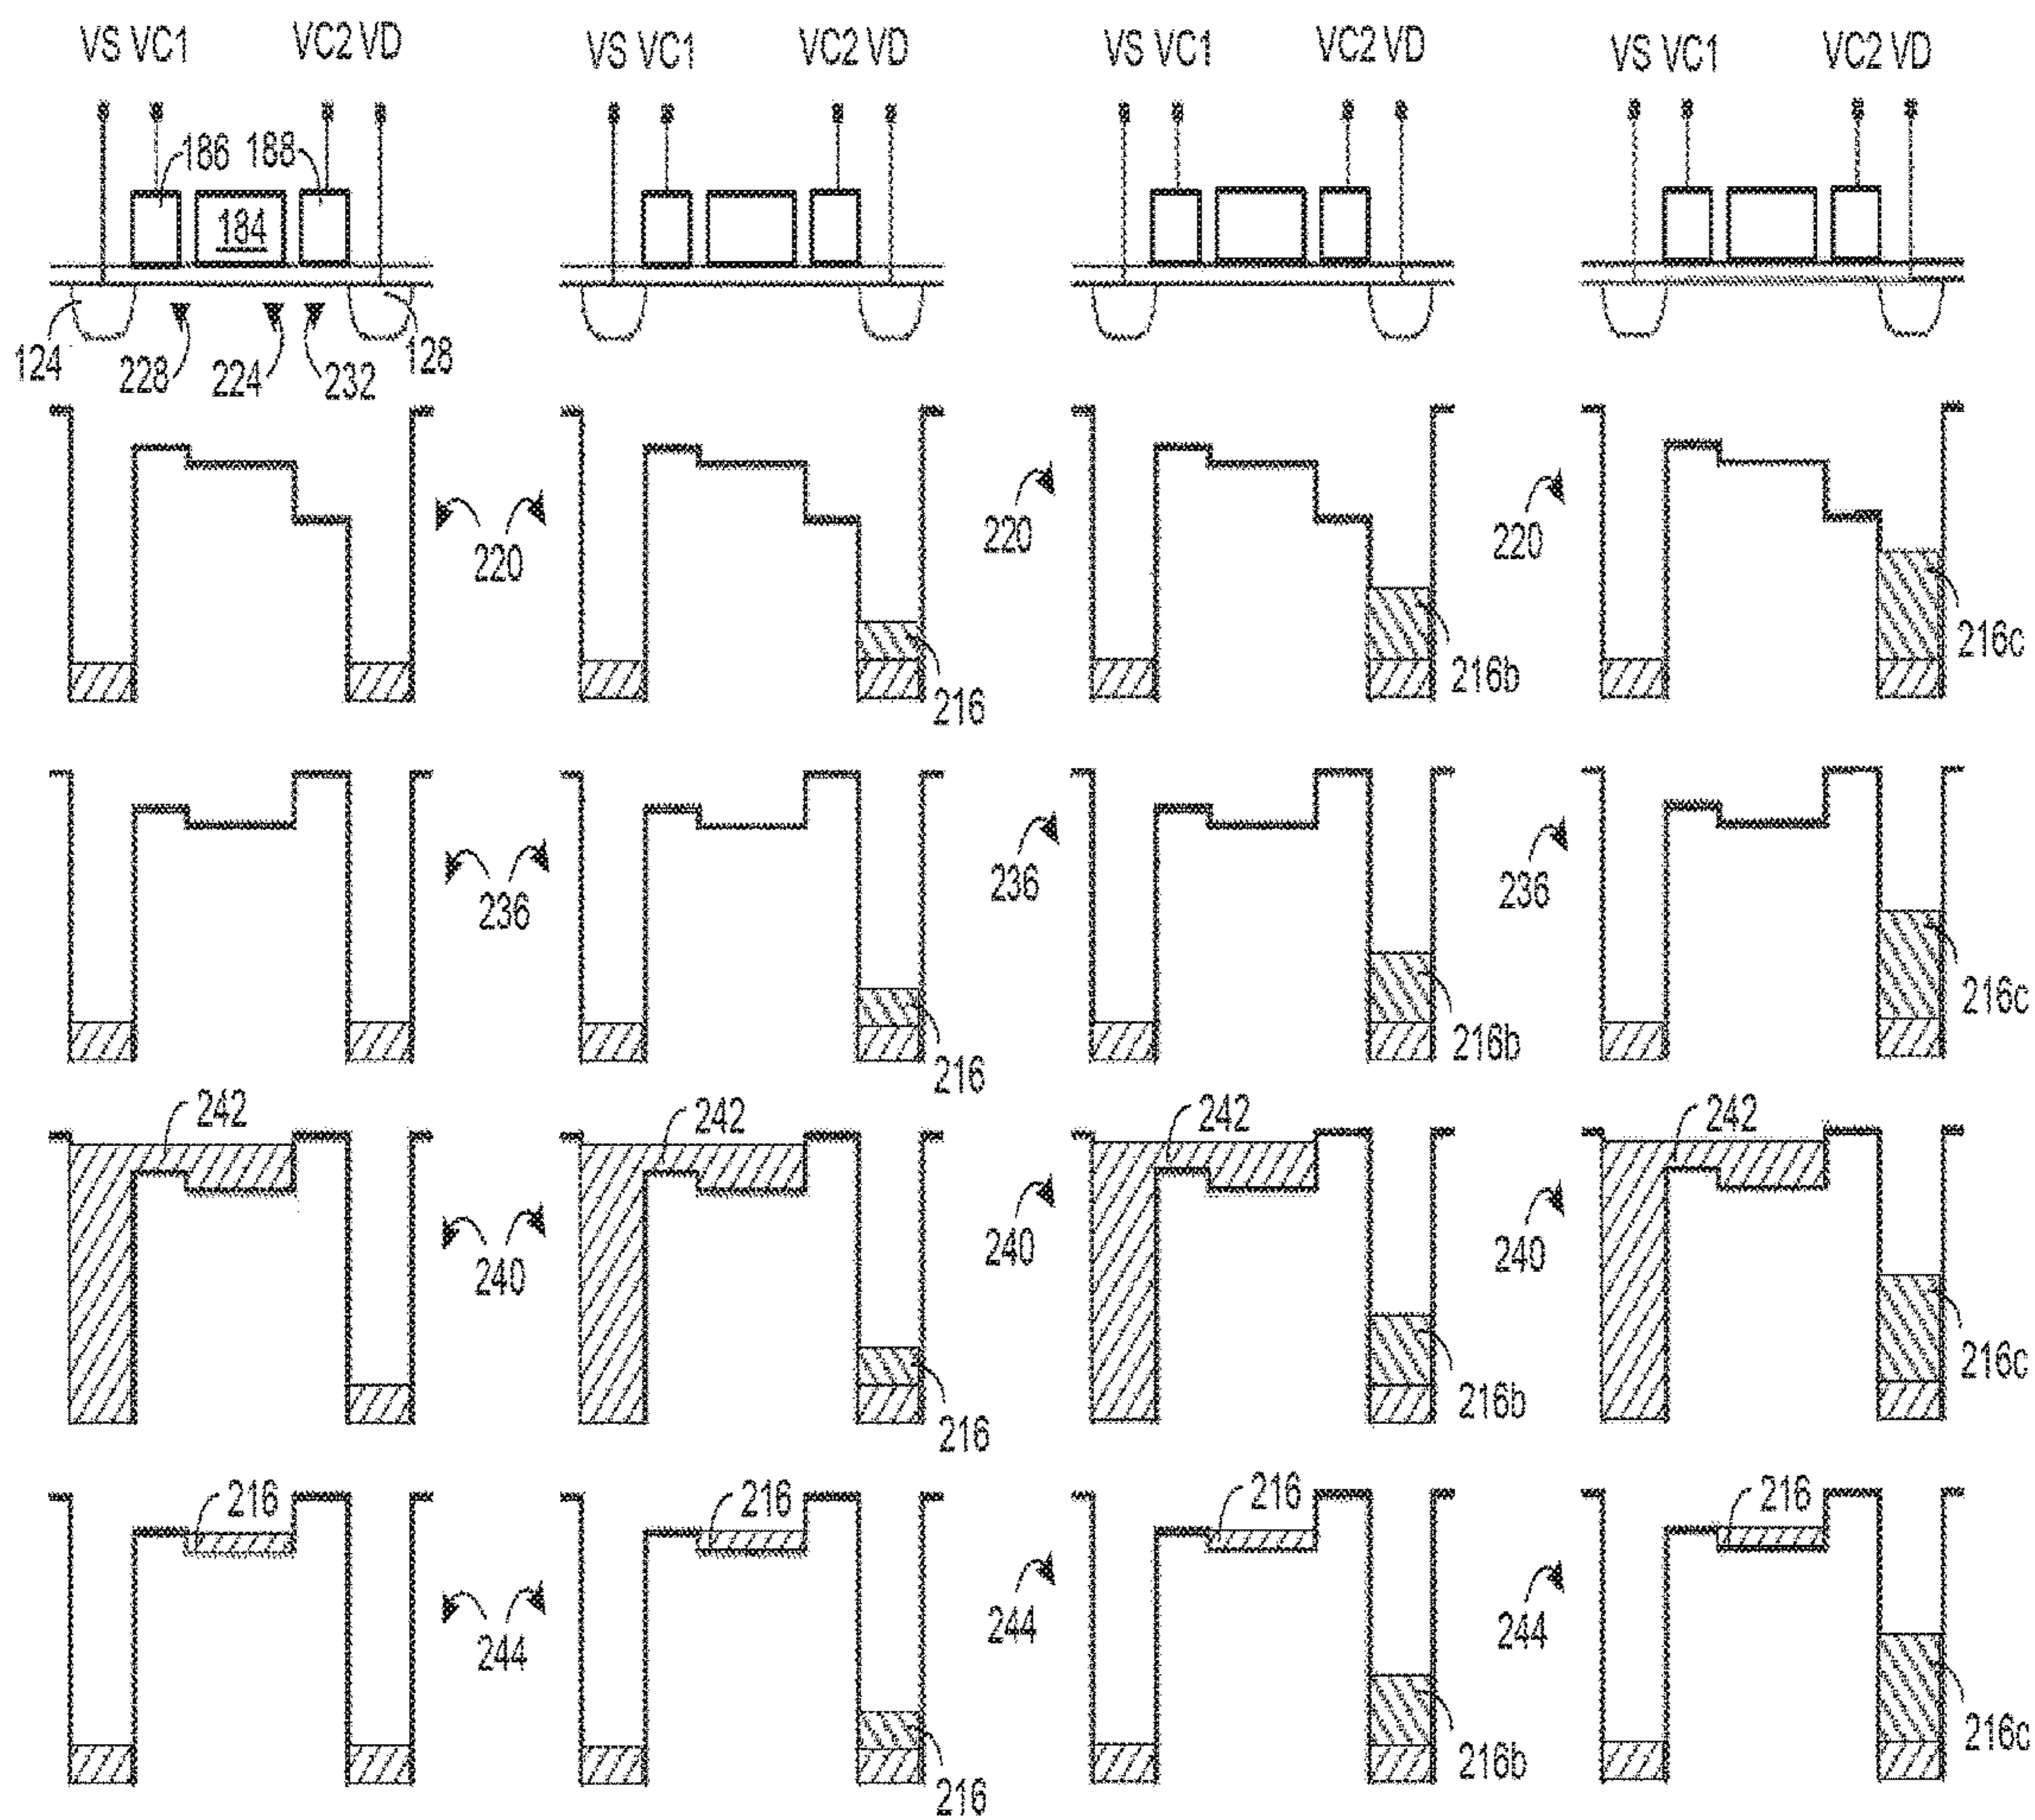 VS VC1 VC2 VD VS VC1 VC2 VD VS VC1 VC2 VD VS VC1 VC2 VD
186 188
184
124 228 224 232 128
220 220 220
216 216b 216c
236 236 236
216 216b 216c
242 242 242 242
240 240 240
216 216b 216c
216 216 216 216
244 244 244
216 216b 216c